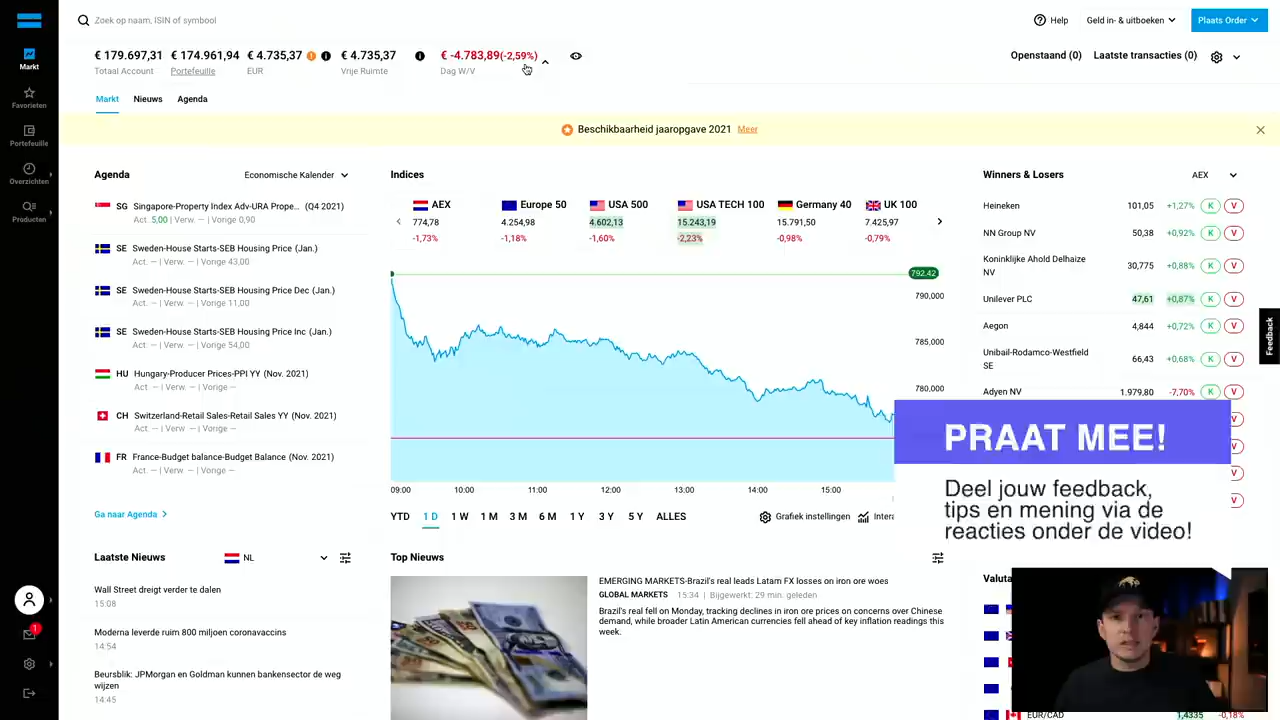 Zoek op naam, ISIN of symbool
Help
Geld in- & uitboeken
Plaats Order
Markt
Favorieten
Portefeuille
Overzichten
Producten
€ 179.697,31
Totaal Account
€ 174.961,94
Portefeuille
€ 4.735,37
EUR
€ 4.735,37
Vrije Ruimte
€ -4.783,89(-2,59%)
Dag W/V
Openstaand (0)
Laatste transacties (0)
Markt Nieuws Agenda
Beschikbaarheid jaaropgave 2021 Meer
Agenda
Economische Kalender
SG Singapore-Property Index Adv-URA Prope... (Q4 2021)
Act. 5,00 | Verw. — | Vorige 0,90
SE Sweden-House Starts-SEB Housing Price (Jan.)
Act. — | Verw. — | Vorige 43,00
SE Sweden-House Starts-SEB Housing Price Dec (Jan.)
Act. — | Verw. — | Vorige 11,00
SE Sweden-House Starts-SEB Housing Price Inc (Jan.)
Act. — | Verw. — | Vorige 54,00
HU Hungary-Producer Prices-PPI YY (Nov. 2021)
Act. — | Verw. — | Vorige —
CH Switzerland-Retail Sales-Retail Sales YY (Nov. 2021)
Act. — | Verw. — | Vorige —
FR France-Budget balance-Budget Balance (Nov. 2021)
Act. — | Verw. — | Vorige —
Ga naar Agenda
Indices
AEX
774,78
-1,73%
Europe 50
4.254,98
-1,18%
USA 500
4.602,13
-1,60%
USA TECH 100
15.243,19
-2,23%
Germany 40
15.791,50
-0,98%
UK 100
7.425,97
-0,79%
792,42
790,000
785,000
780,000
09:00 10:00 11:00 12:00 13:00 14:00 15:00
YTD 1 D 1 W 1 M 3 M 6 M 1 Y 3 Y 5 Y ALLES
Grafiek instellingen
Intera
Winners & Losers
AEX
Heineken 101,05 +1,27% K V
NN Group NV 50,38 +0,92% K V
Koninklijke Ahold Delhaize
NV 30,775 +0,88% K V
Unilever PLC 47,61 +0,87% K V
Aegon 4,844 +0,72% K V
Unibail-Rodamco-Westfield
SE 66,43 +0,68% K V
Adyen NV 1.979,80 -7,70% K V
V
V
V
V
Feedback
PRAAT MEE!
Deel jouw feedback,
tips en mening via de
reacties onder de video!
Laatste Nieuws
NL
Wall Street dreigt verder te dalen
15:08
Moderna leverde ruim 800 miljoen coronavaccins
14:54
Beursblik: JPMorgan en Goldman kunnen bankensector de weg
wijzen
14:45
1
Top Nieuws
EMERGING MARKETS-Brazil's real leads Latam FX losses on iron ore woes
GLOBAL MARKETS 15:34 | Bijgewerkt: 29 min. geleden
Brazil's real fell on Monday, tracking declines in iron ore prices on concerns over Chinese
demand, while broader Latin American currencies fell ahead of key inflation readings this
week.
Valuta
EUR/CAD 1,4335 -0,18%